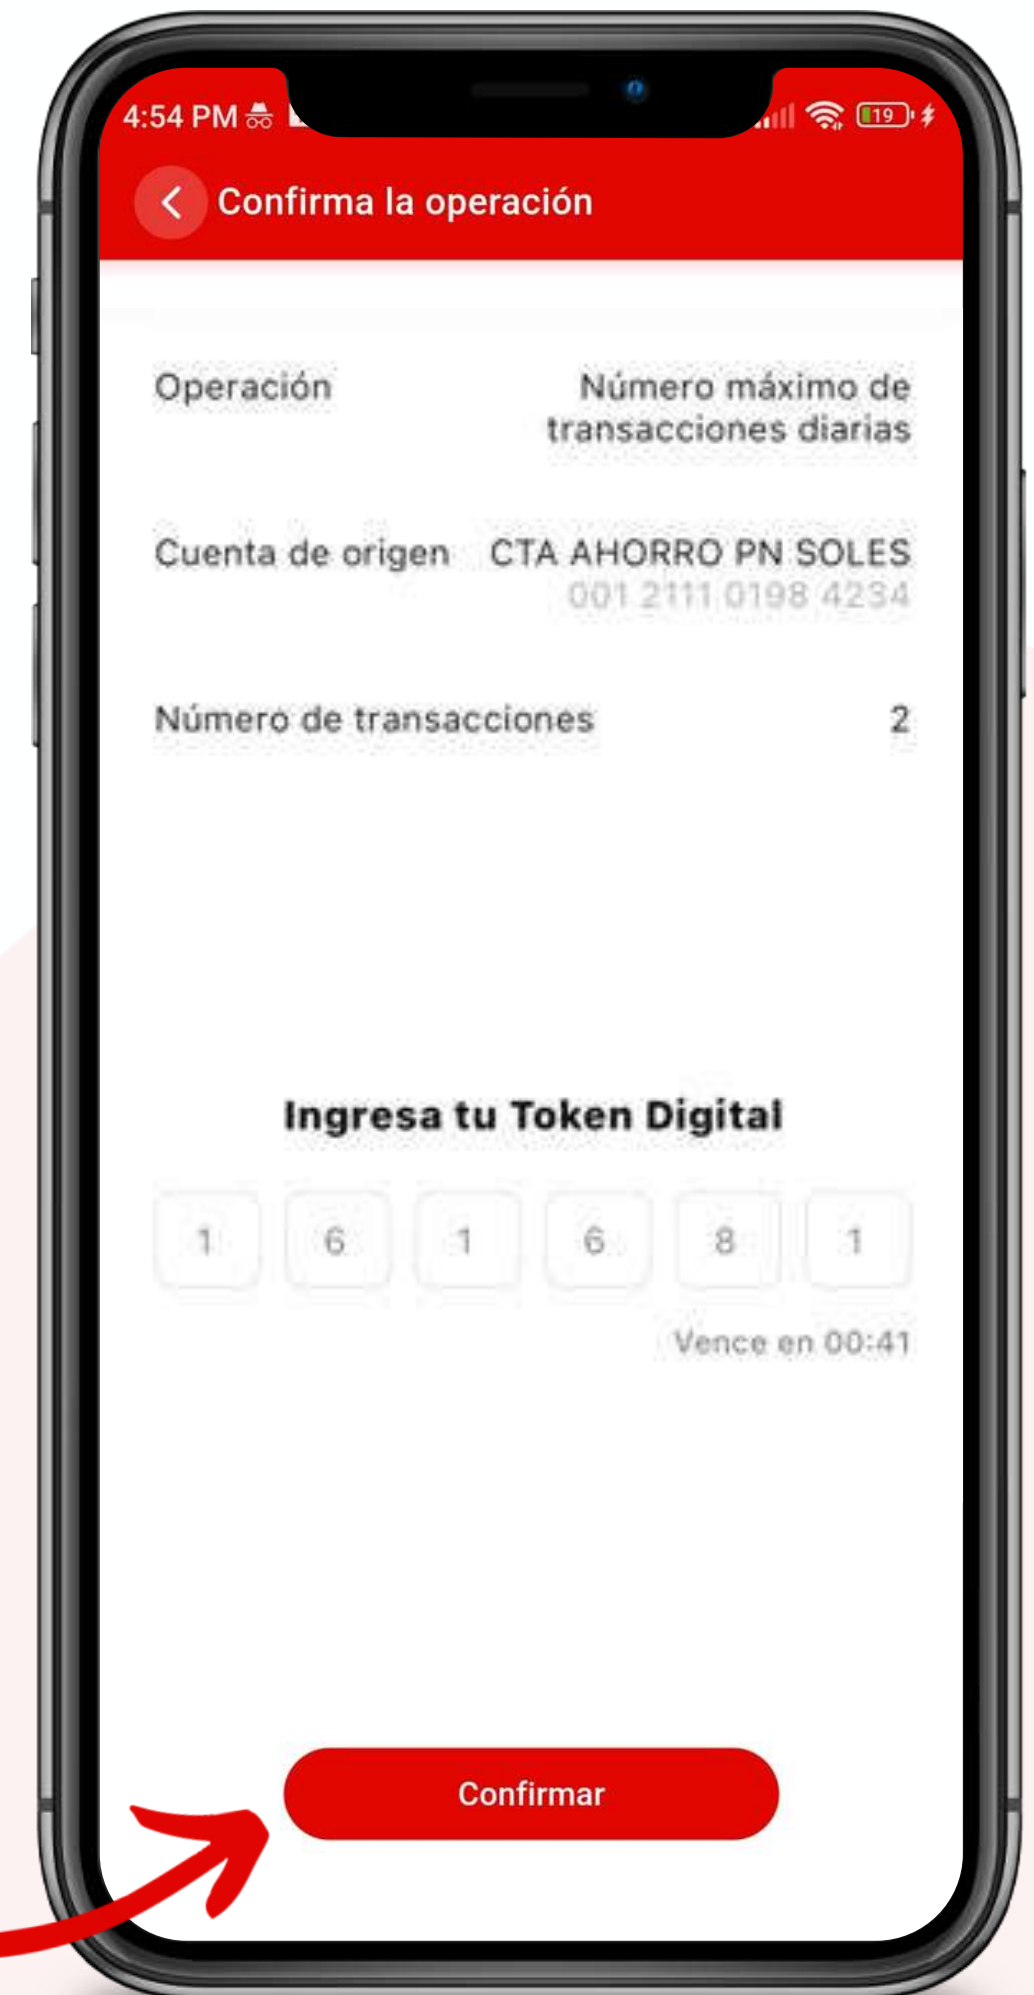 4:54 PM
19
Confirma la operación
Operación
Número máximo de
transacciones diarias
Cuenta de origen
CTA AHORRO PN SOLES
001 2111 0198 4234
Número de transacciones
2
Ingresa tu Token Digital
1 6 1 6 8 1
Vence en 00:41
Confirmar